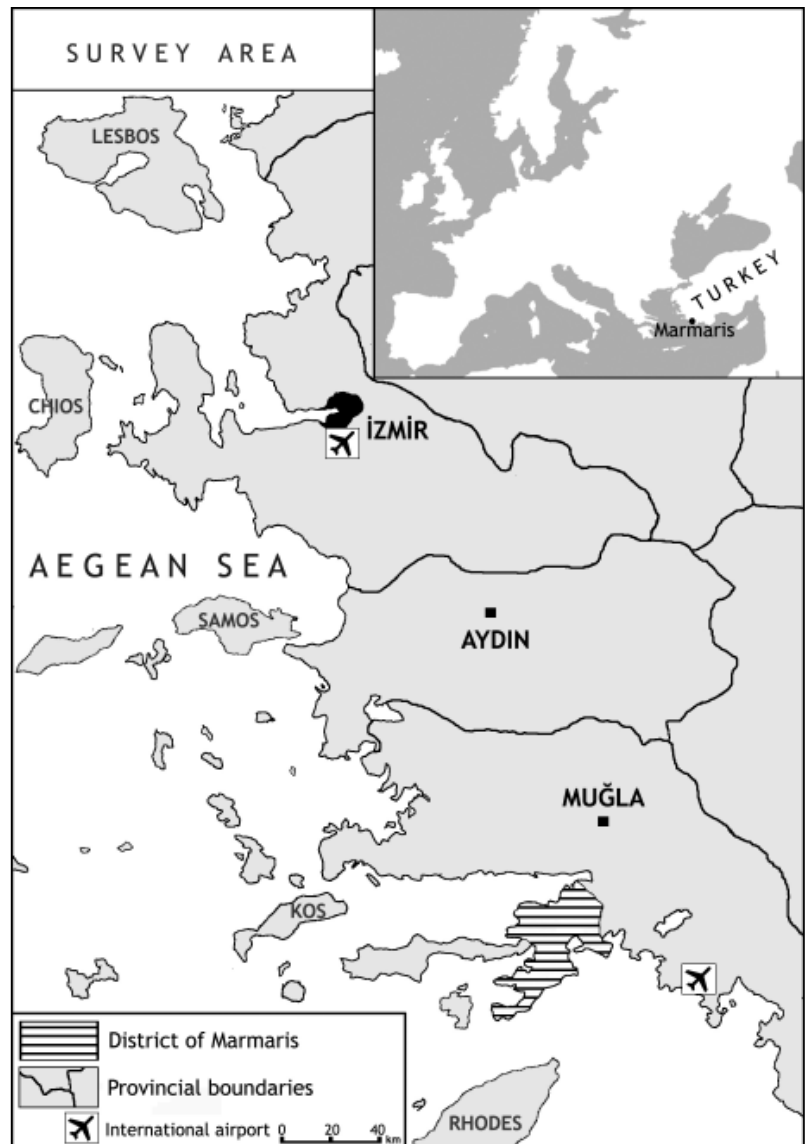 SURVEY AREA
LESBOS
TURKEY
Marmaris
CHIOS
İZMİR
AEGEAN SEA
SAMOS
AYDIN
MUĞLA
KOS
District of Marmaris
Provincial boundaries
International airport
0 20 40
km
RHODES